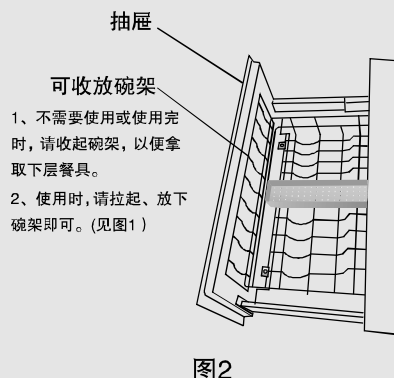 抽屉
可收放碗架
1、不需要使用或使用完
时，请收起碗架，以便拿
取下层餐具。
2、使用时，请拉起、放下
碗架即可。(见图1）
图2